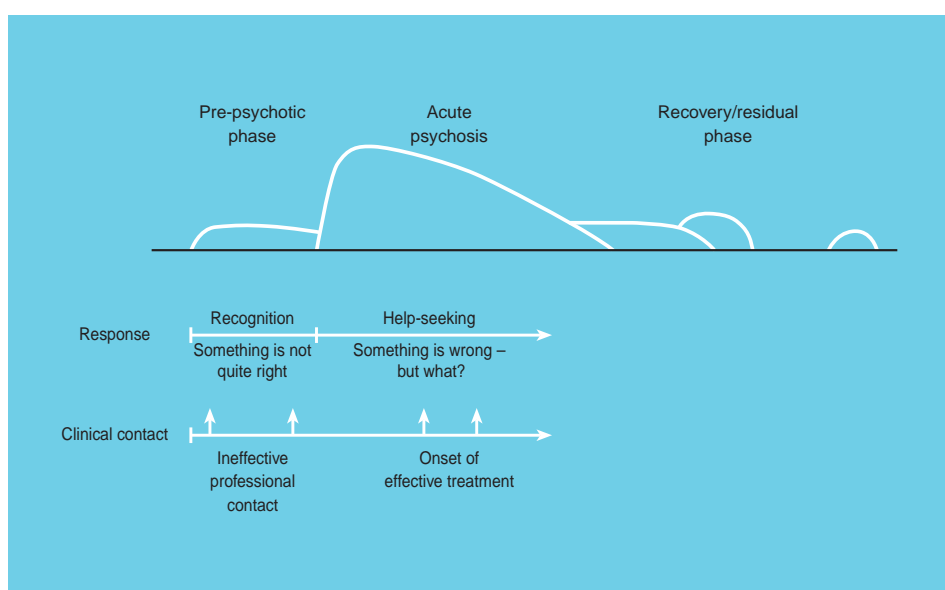 Pre-psychotic
phase
Acute
psychosis
Recovery/residual
phase
Response
Recognition
Help-seeking
Something is not
quite right
Something is wrong –
but what?
Clinical contact
Ineffective
professional
contact
Onset of
effective treatment